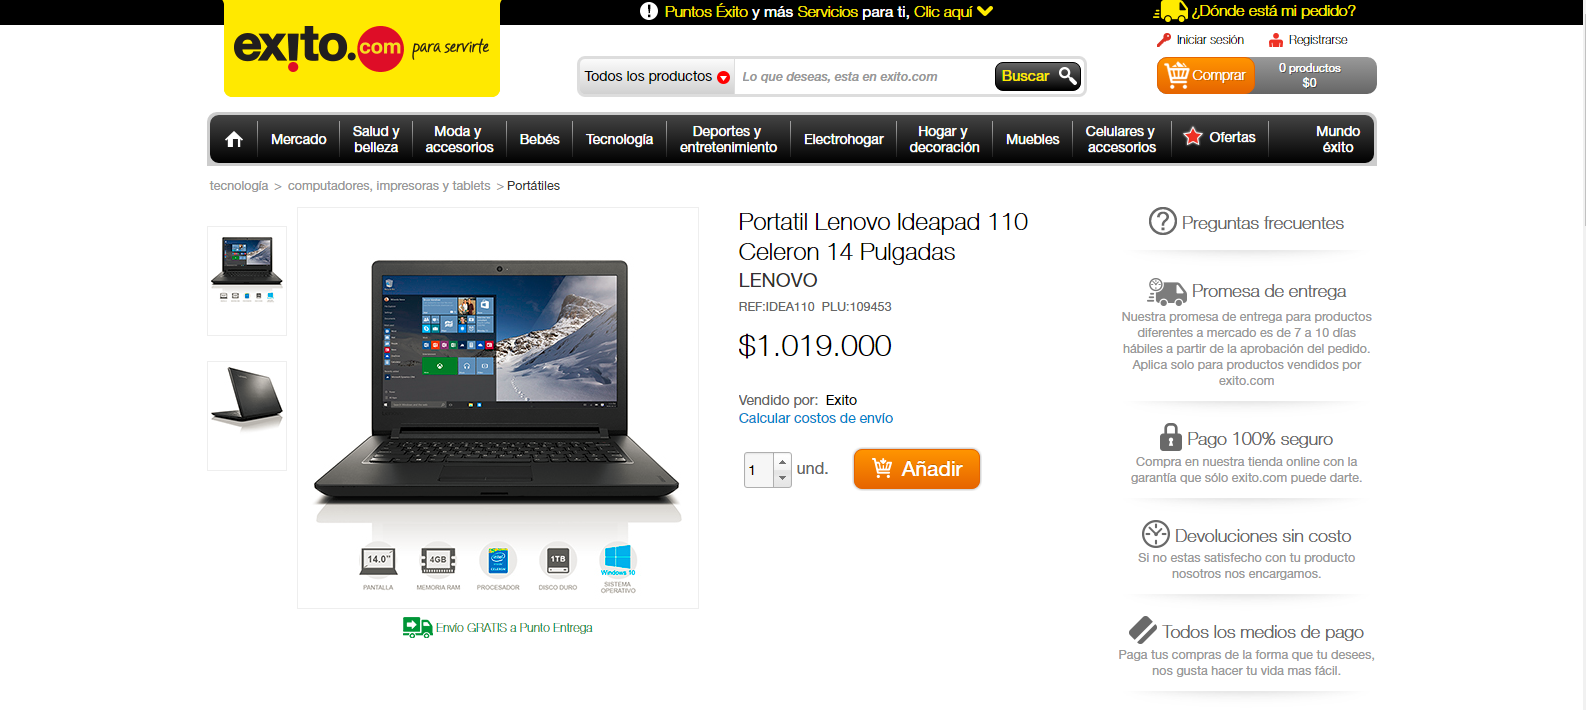 Puntos Éxito y más Servicios para ti, Clic aquí
¿Dónde está mi pedido?
exito.com para servirte
Iniciar sesión
Registrarse
Todos los productos
Lo que deseas, esta en exito.com
Buscar
Comprar
0 productos
$0
Mercado
Salud y
belleza
Moda y
accesorios
Bebés
Tecnología
Deportes y
entretenimiento
Electrohogar
Hogar y
decoración
Muebles
Celulares y
accesorios
Ofertas
Mundo
éxito
tecnología > computadores, impresoras y tablets > Portátiles
Portatil Lenovo Ideapad 110
Celeron 14 Pulgadas
LENOVO
REF:IDEA110 PLU:109453
$1.019.000
Vendido por: Exito
Calcular costos de envío
1 und.
Añadir
14.0"
PANTALLA
4GB
MEMORIA RAM
PROCESADOR
1TB
DISCO DURO
Windows 10
SISTEMA
OPERATIVO
Envío GRATIS a Punto Entrega
Preguntas frecuentes
Promesa de entrega
Nuestra promesa de entrega para productos
diferentes a mercado es de 7 a 10 días
hábiles a partir de la aprobación del pedido.
Aplica solo para productos vendidos por
exito.com
Pago 100% seguro
Compra en nuestra tienda online con la
garantía que sólo exito.com puede darte.
Devoluciones sin costo
Si no estas satisfecho con tu producto
nosotros nos encargamos.
Todos los medios de pago
Paga tus compras de la forma que tu desees,
nos gusta hacer tu vida mas fácil.